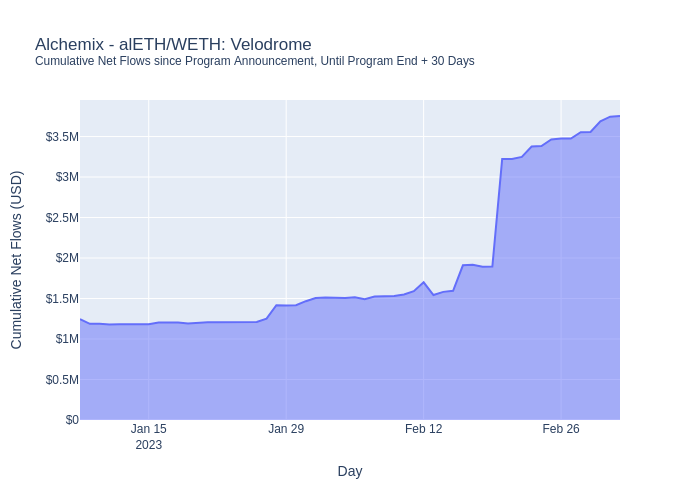 Alchemix - alETH/WETH: Velodrome
Cumulative Net Flows since Program Announcement, Until Program End + 30 Days
Cumulative Net Flows (USD)
$3.5M
$3M
$2.5M
$2M
$1.5M
$1M
$0.5M
$0
Jan 15
2023
Jan 29
Feb 12
Feb 26
Day